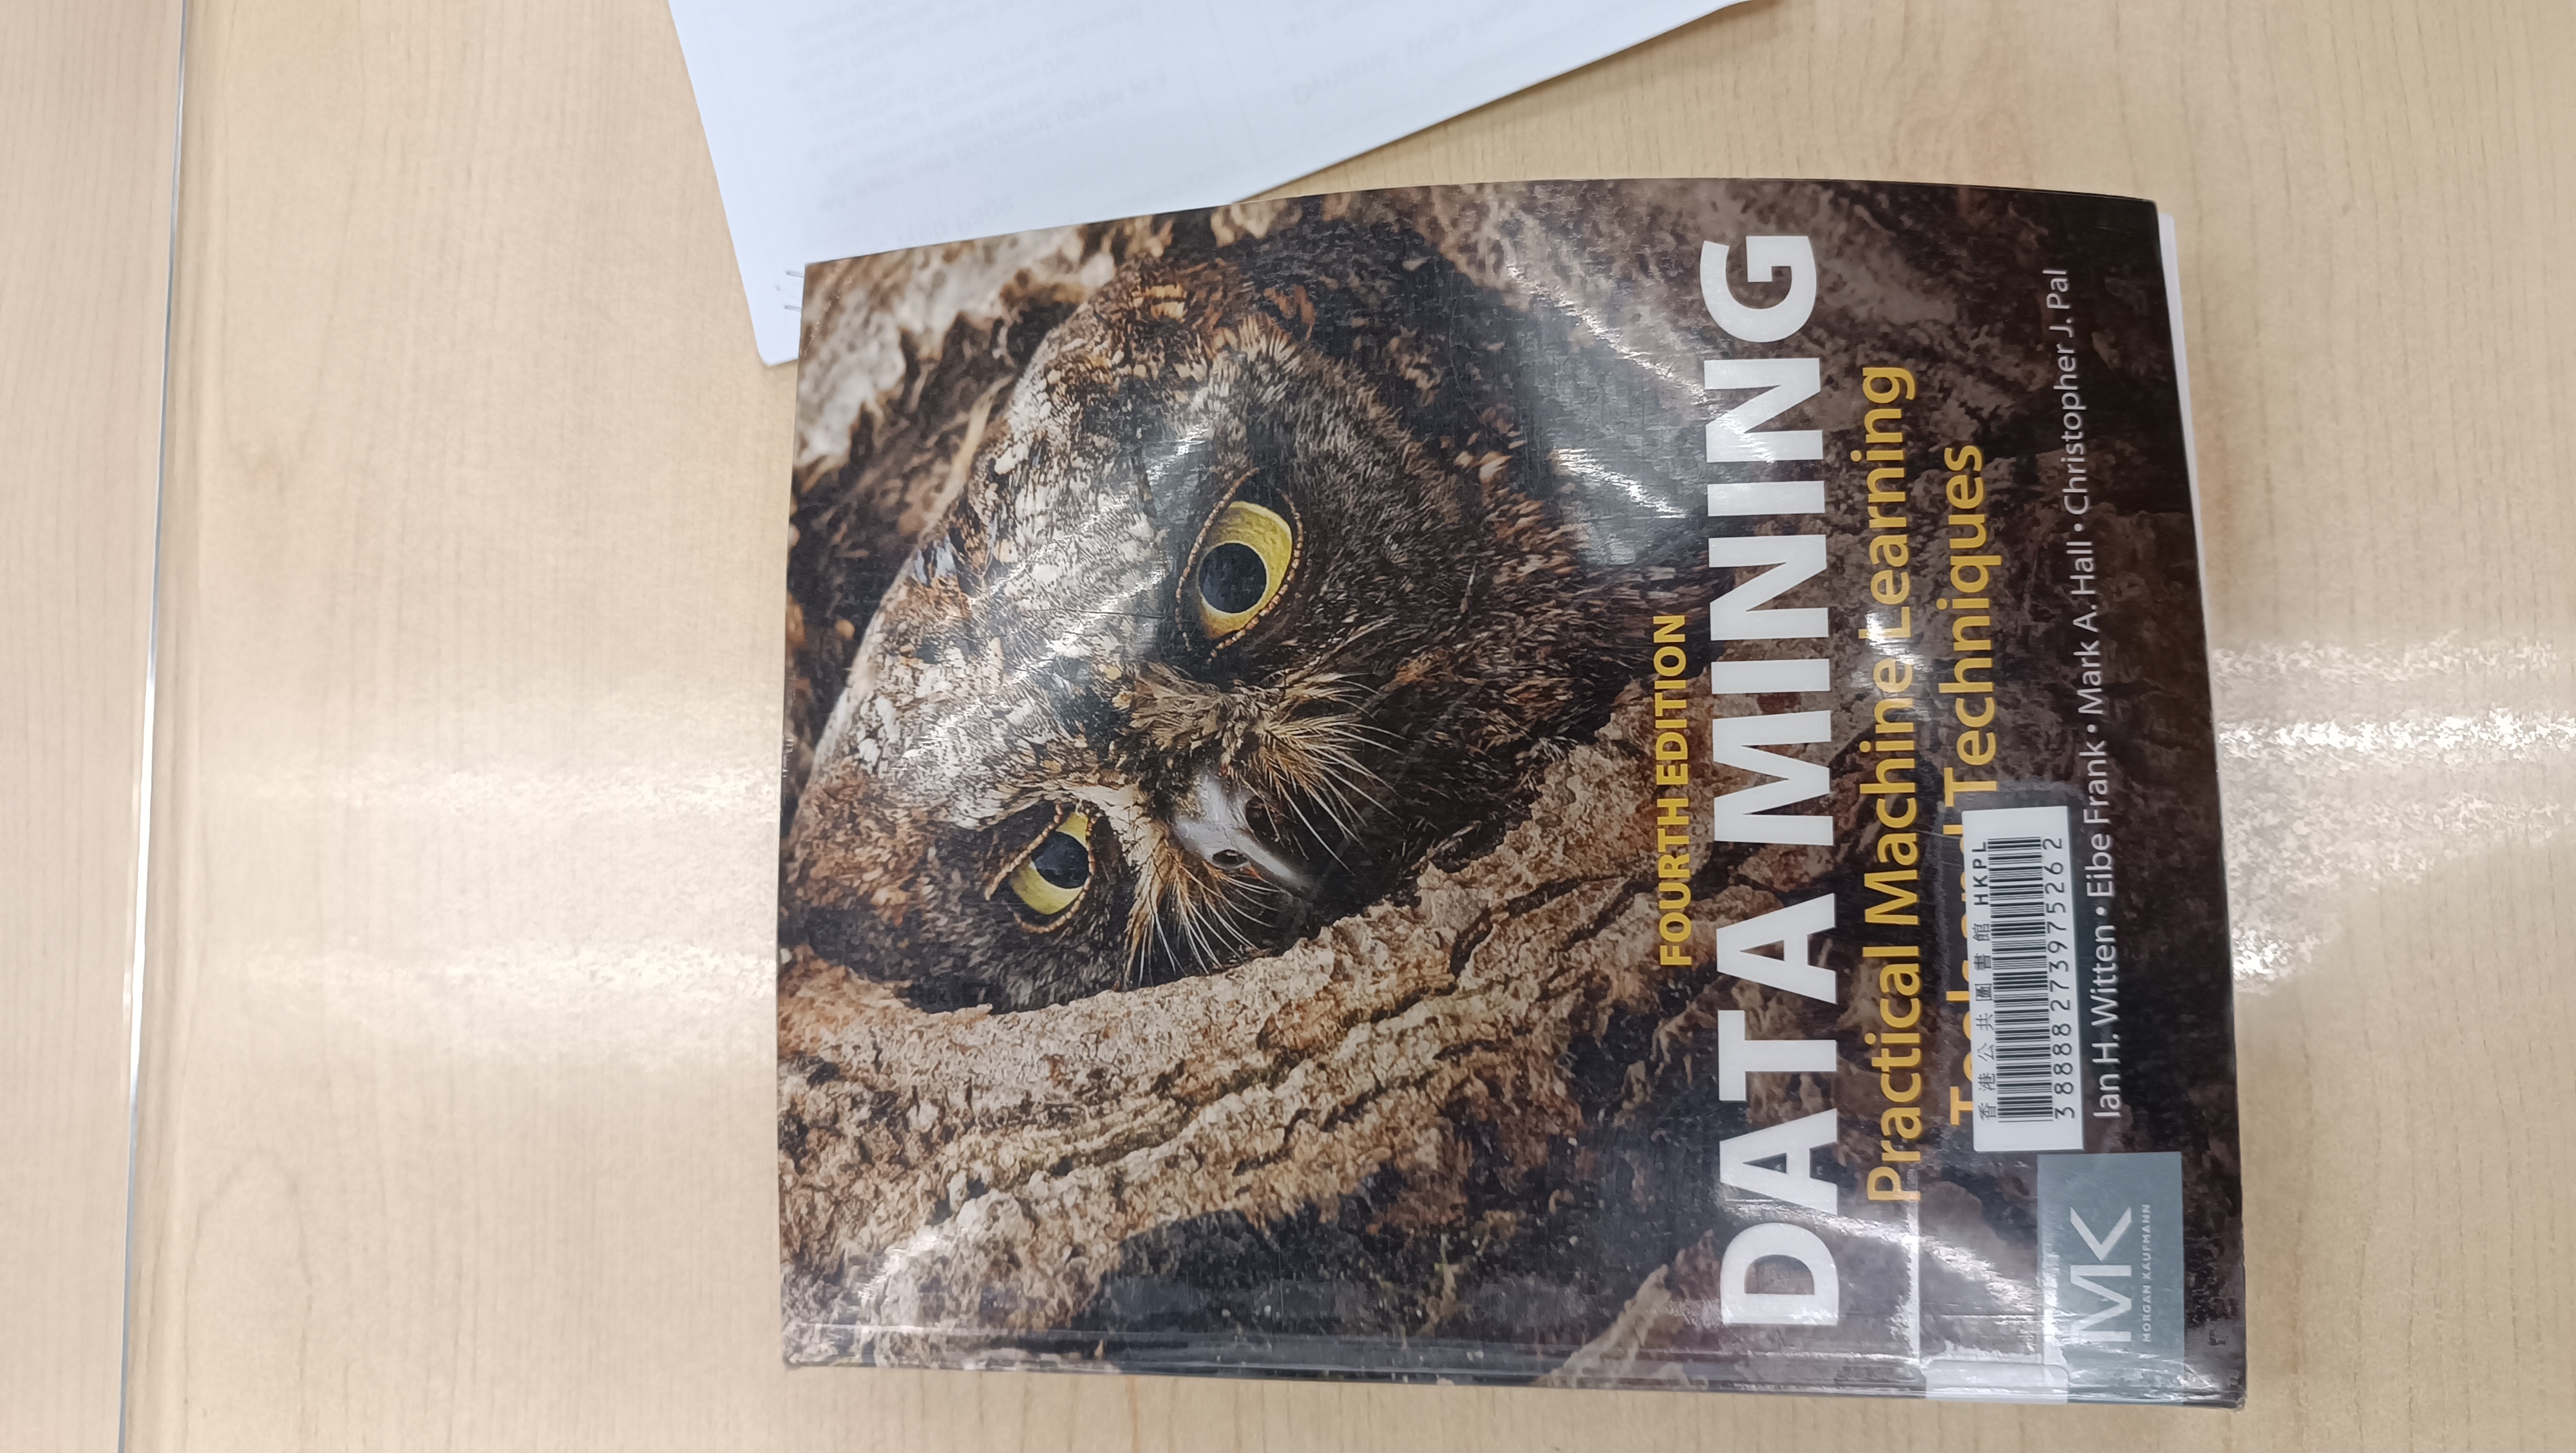 FOURTH EDITION
DATA MINING
Practical Machine Learning
Techniques
香港公共圖書館 HKPL
38888273975262
Ian H. Witten • Eibe Frank • Mark A. Hall • Christopher J. Pal
MK
MORGAN KAUFMANN